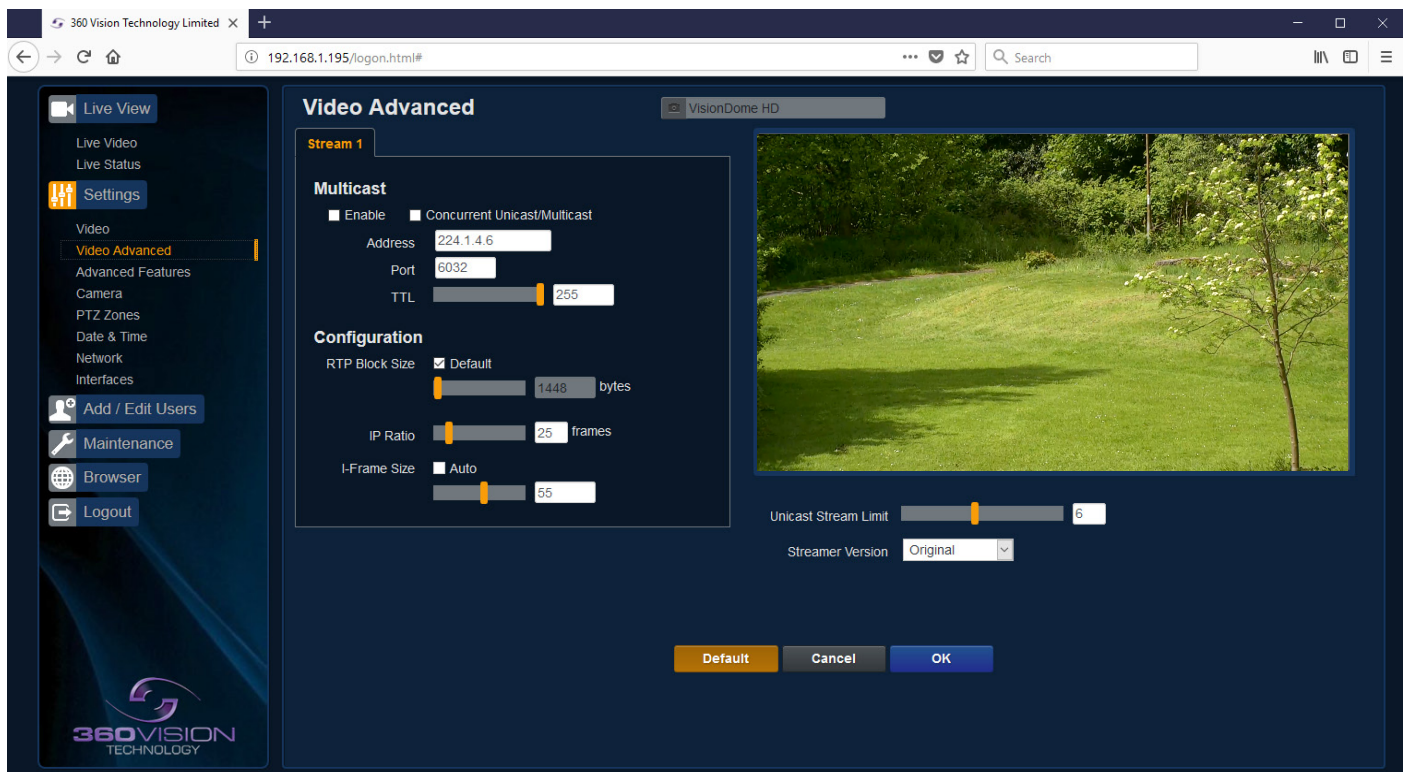 360 Vision Technology Limited
192.168.1.195/logon.html#
Search
Live View
Live Video
Live Status
Settings
Video
Video Advanced
Advanced Features
Camera
PTZ Zones
Date & Time
Network
Interfaces
Add / Edit Users
Maintenance
Browser
Logout
360VISION
TECHNOLOGY
Video Advanced
VisionDome HD
Stream 1
Multicast
Enable Concurrent Unicast/Multicast
Address 224.1.4.6
Port 6032
TTL 255
Configuration
RTP Block Size Default
1448 bytes
IP Ratio 25 frames
I-Frame Size Auto
55
Unicast Stream Limit 6
Streamer Version Original
Default Cancel OK